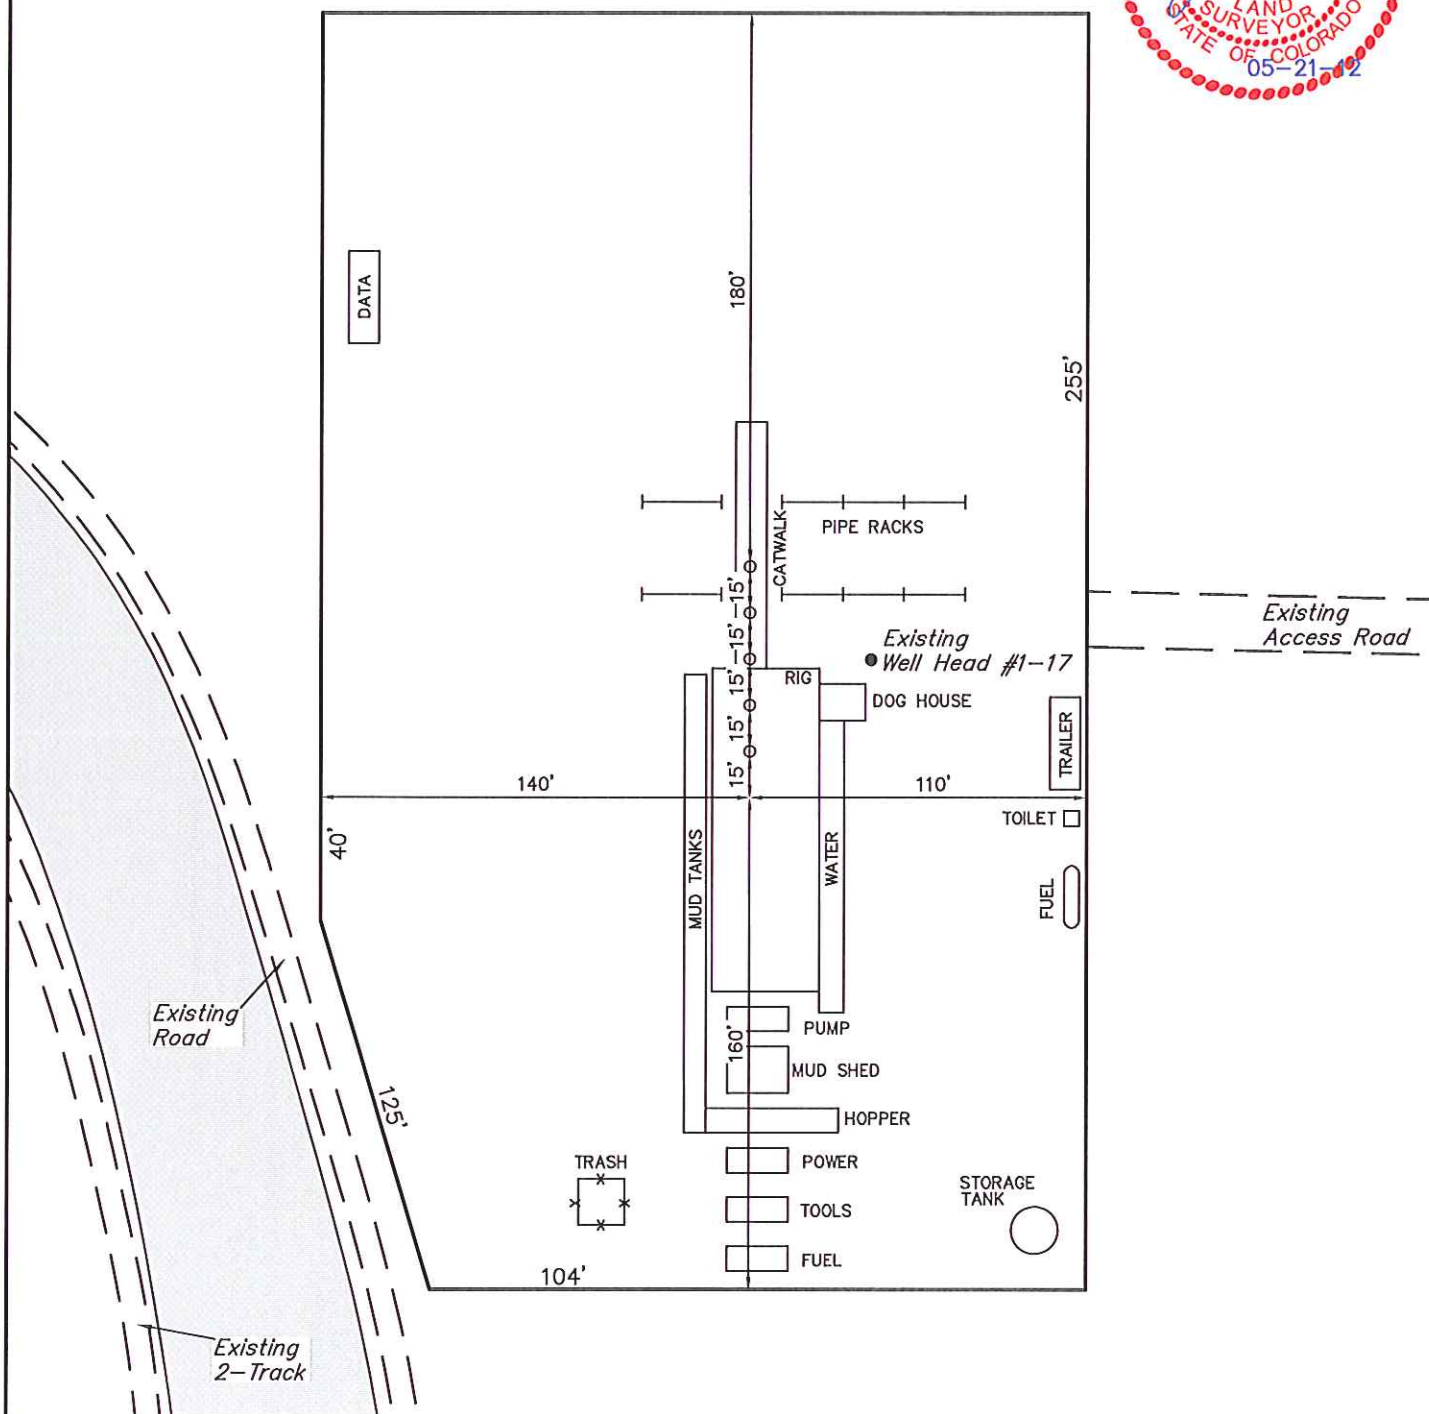 LAND
SURVEYOR
STATE OF COLORADO
05-21-12
DATA
180'
255'
CATWALK
PIPE RACKS
15'
15'
15'
15'
15'
Existing
Well Head #1-17
Existing
Access Road
RIG
DOG HOUSE
TRAILER
140'
110'
TOILET
40'
MUD TANKS
WATER
FUEL
Existing
Road
160'
PUMP
MUD SHED
125'
HOPPER
TRASH
POWER
STORAGE
TANK
TOOLS
FUEL
104'
Existing
2-Track